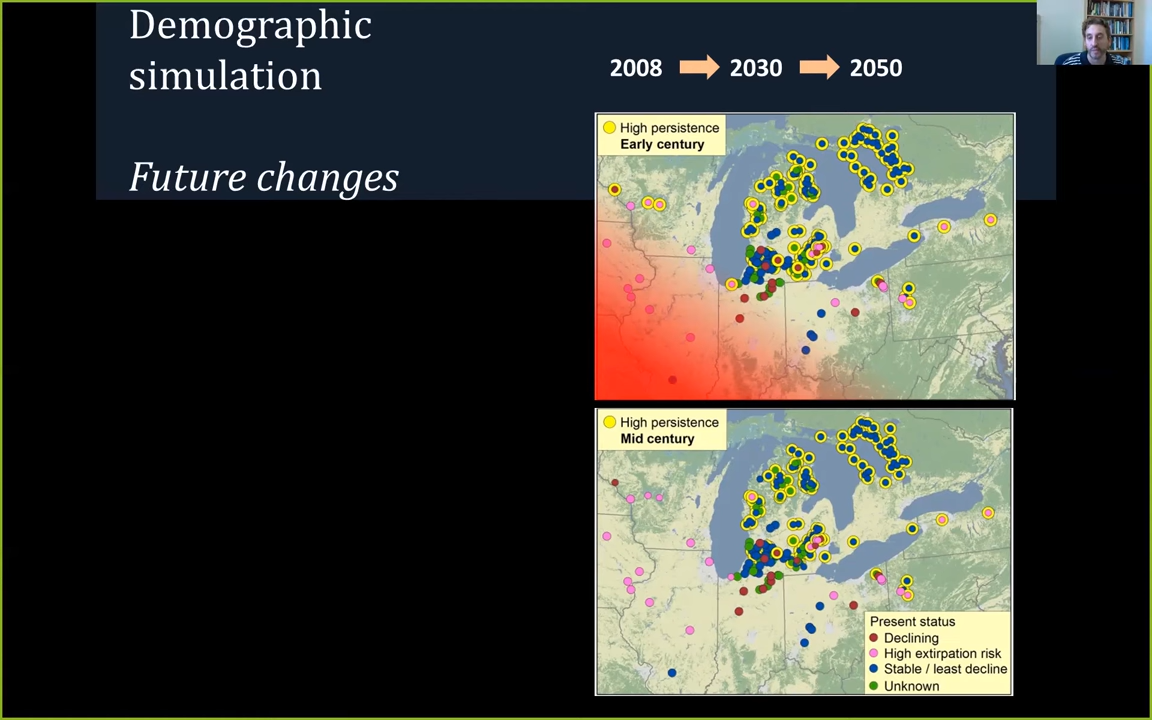 Demographic
simulation
Future changes
2008 2030 2050
High persistence
Early century
High persistence
Mid century
Present status
Declining
High extirpation risk
Stable / least decline
Unknown